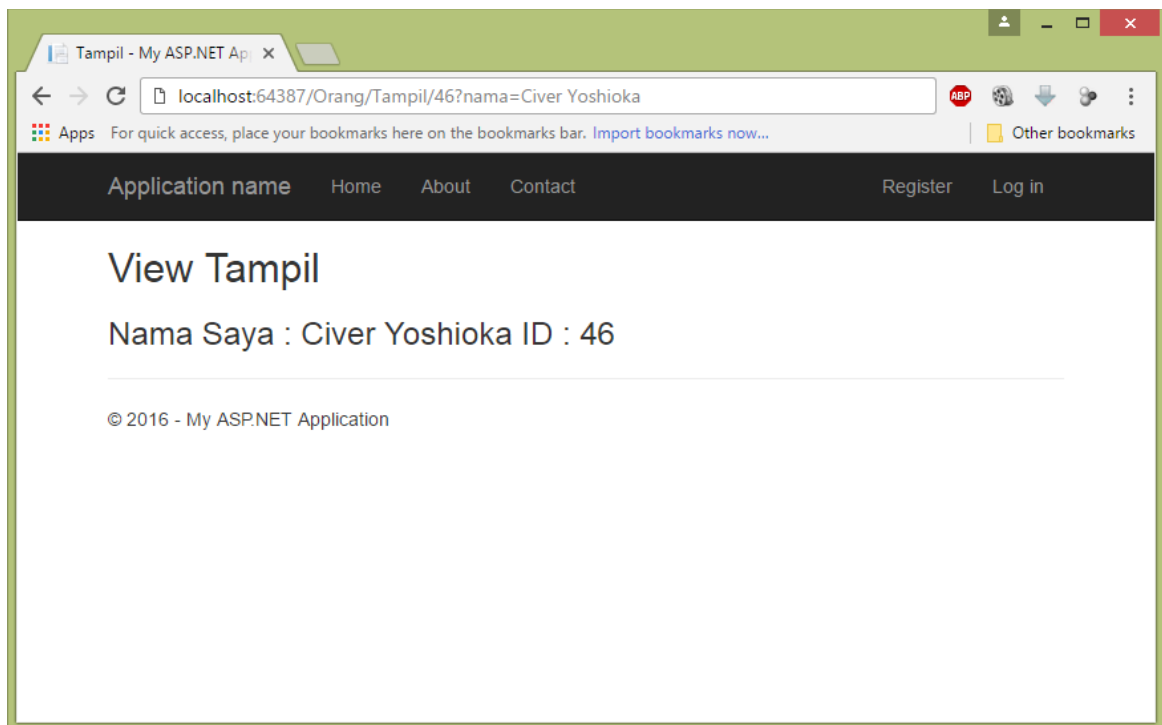 Tampil - My ASP.NET Ap
localhost:64387/Orang/Tampil/46?nama=Civer Yoshioka
ABP
Apps For quick access, place your bookmarks here on the bookmarks bar. Import bookmarks now... Other bookmarks
Application name Home About Contact Register Log in
View Tampil
Nama Saya : Civer Yoshioka ID : 46
© 2016 - My ASP.NET Application